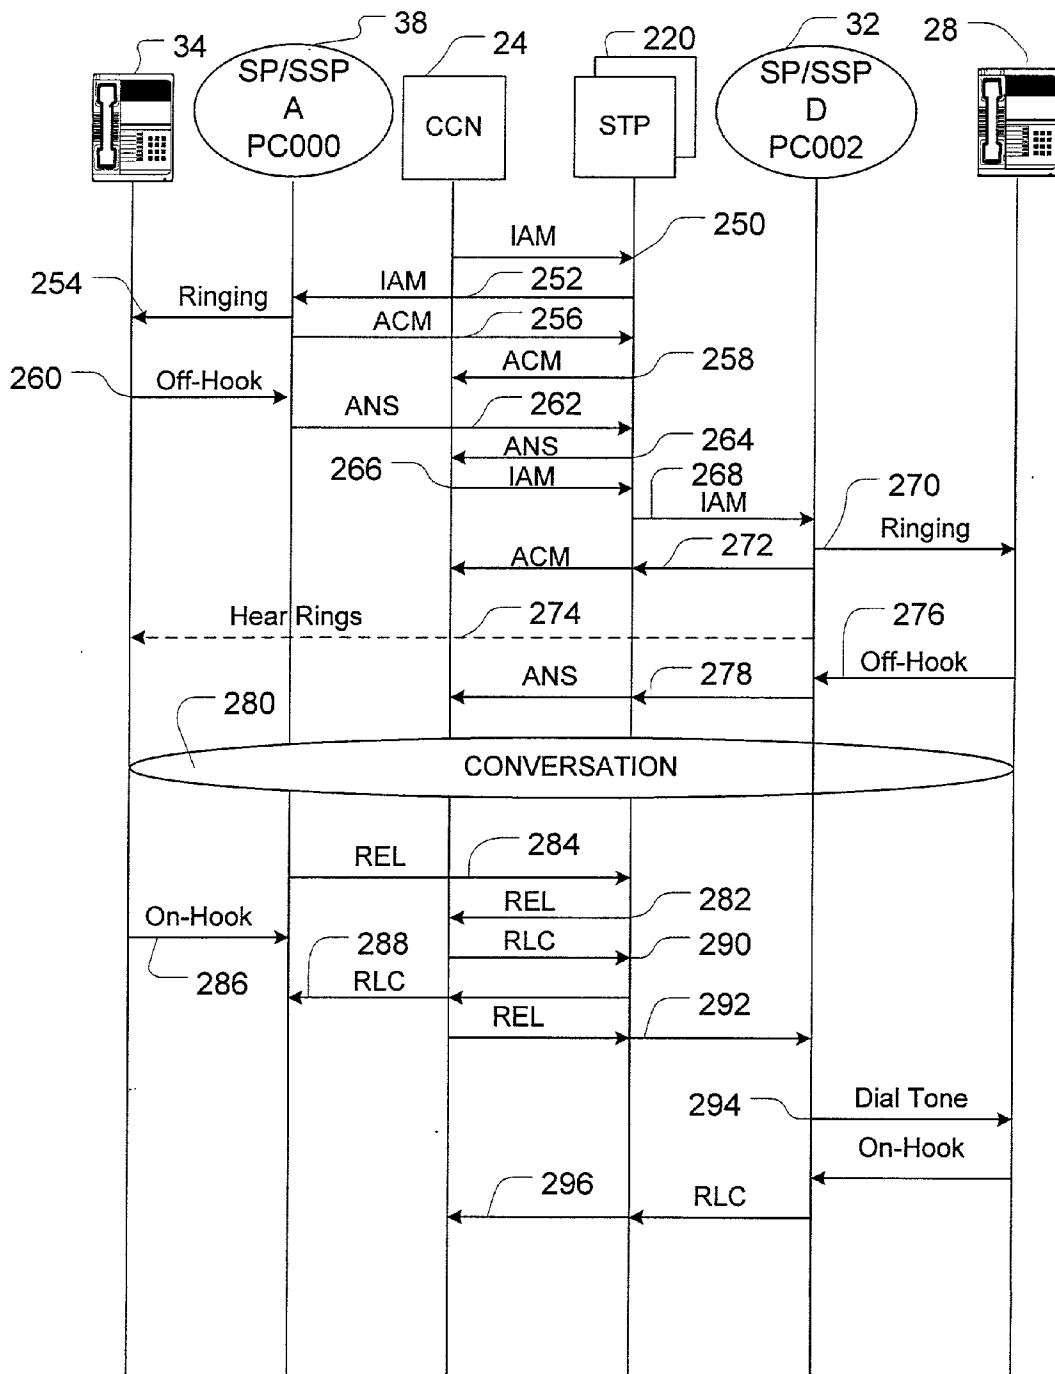 34
38
24
220
32
28
SP/SSP
A
PC000
CCN
STP
SP/SSP
D
PC002
IAM
250
254
Ringing
IAM
252
ACM
256
ACM
258
260
Off-Hook
ANS
262
ANS
264
266
IAM
268
IAM
270
Ringing
ACM
272
Hear Rings
274
276
Off-Hook
ANS
278
280
CONVERSATION
REL
284
REL
282
On-Hook
286
288
RLC
290
RLC
REL
292
294
Dial Tone
On-Hook
296
RLC